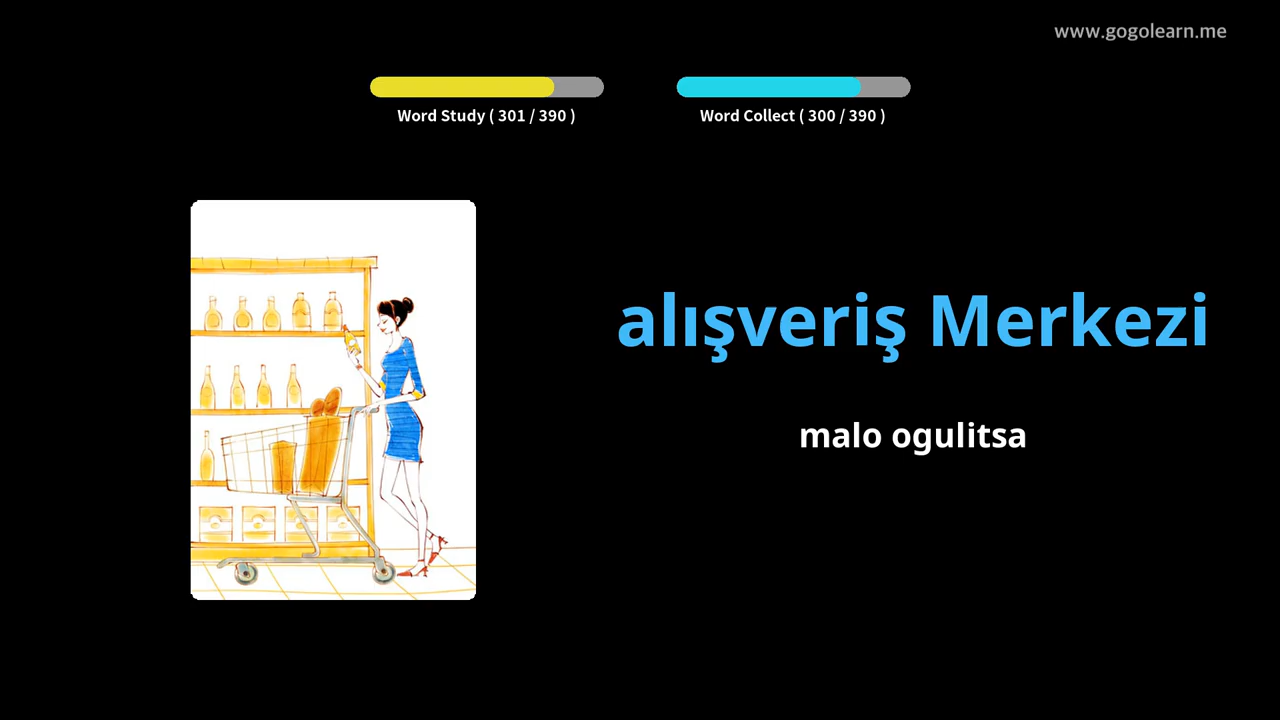 www.gogolearn.me
Word Study ( 301 / 390 )
Word Collect ( 300 / 390 )
alışveriş Merkezi
malo ogulitsa